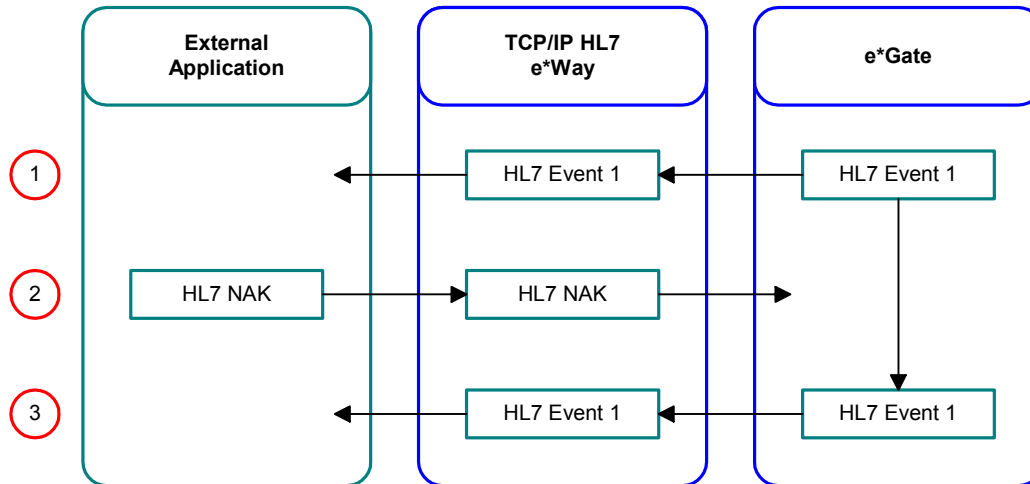 External
Application
TCP/IP HL7
e*Way
e*Gate
1
HL7 Event 1
HL7 Event 1
2
HL7 NAK
HL7 NAK
3
HL7 Event 1
HL7 Event 1